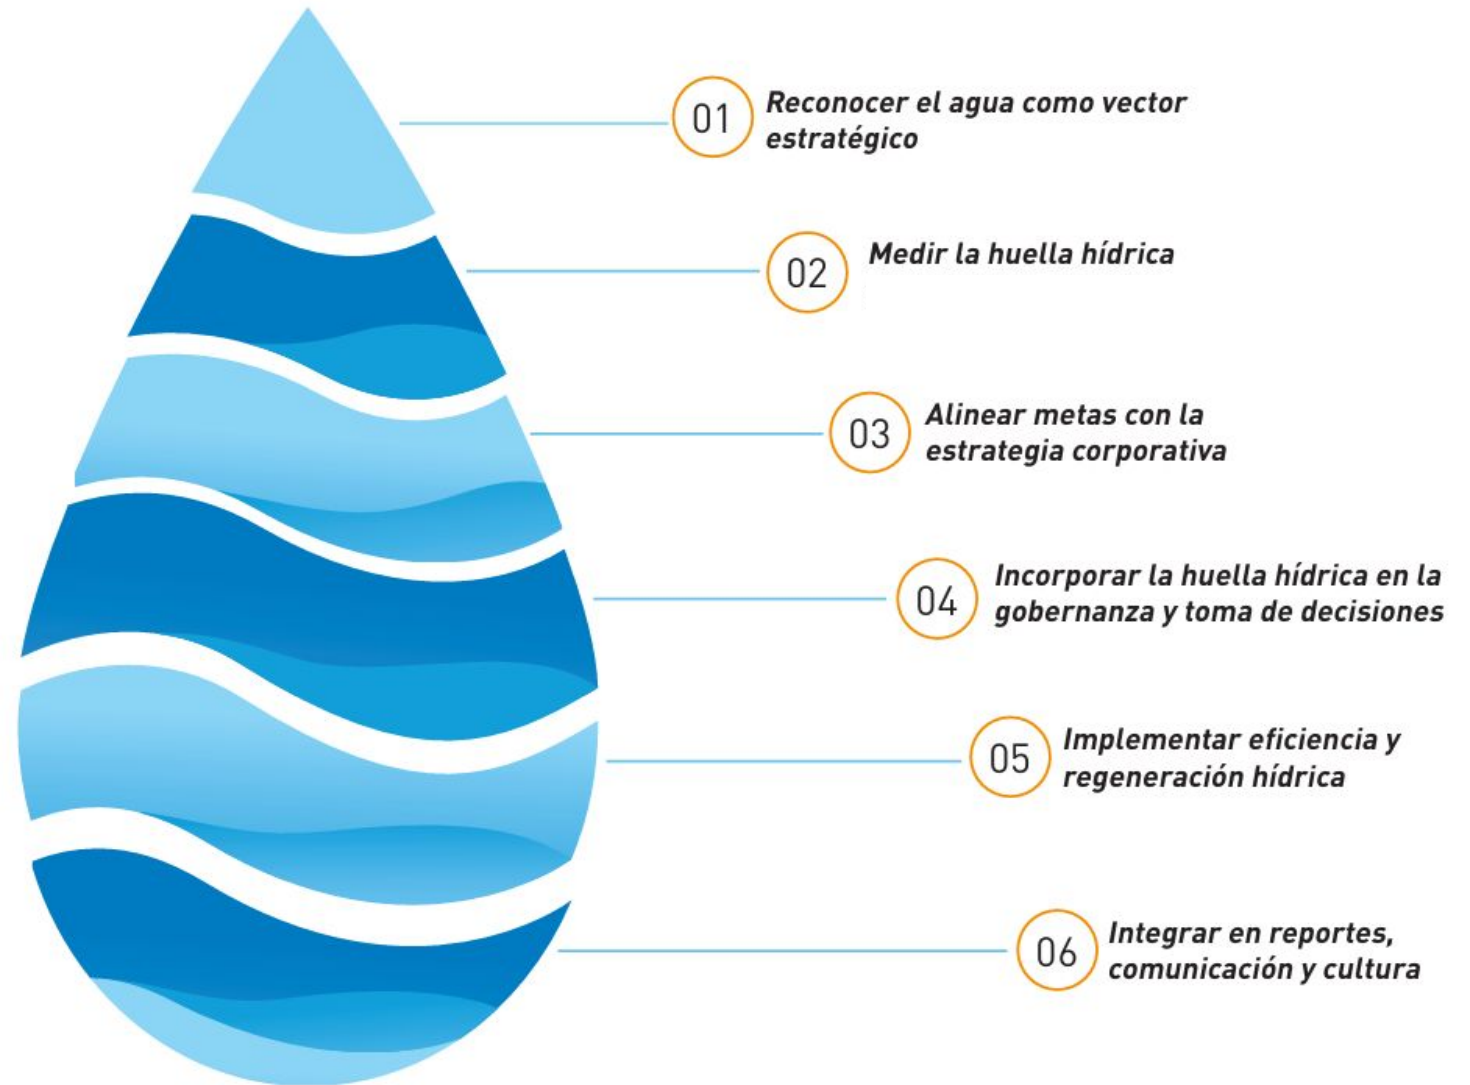 01
Reconocer el agua como vector
estratégico
02
Medir la huella hídrica
03
Alinear metas con la
estrategia corporativa
04
Incorporar la huella hídrica en la
gobernanza y toma de decisiones
05
Implementar eficiencia y
regeneración hídrica
06
Integrar en reportes,
comunicación y cultura